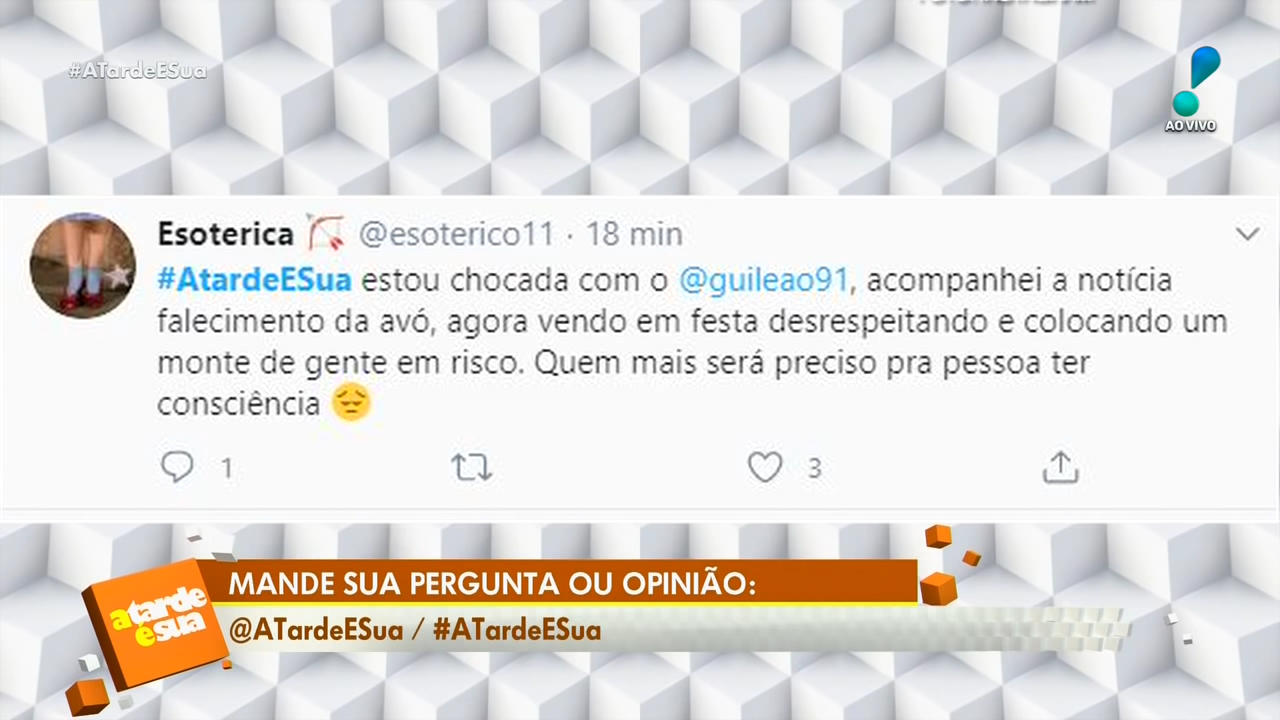 #ATardeESua
AO VIVO
Esoterica @esoterico11 · 18 min
#AtardeESua estou chocada com o @guileao91, acompanhei a notícia
falecimento da avó, agora vendo em festa desrespeitando e colocando um
monte de gente em risco. Quem mais será preciso pra pessoa ter
consciência
1 3
MANDE SUA PERGUNTA OU OPINIÃO:
a tarde
é sua
@ATardeESua / #ATardeESua